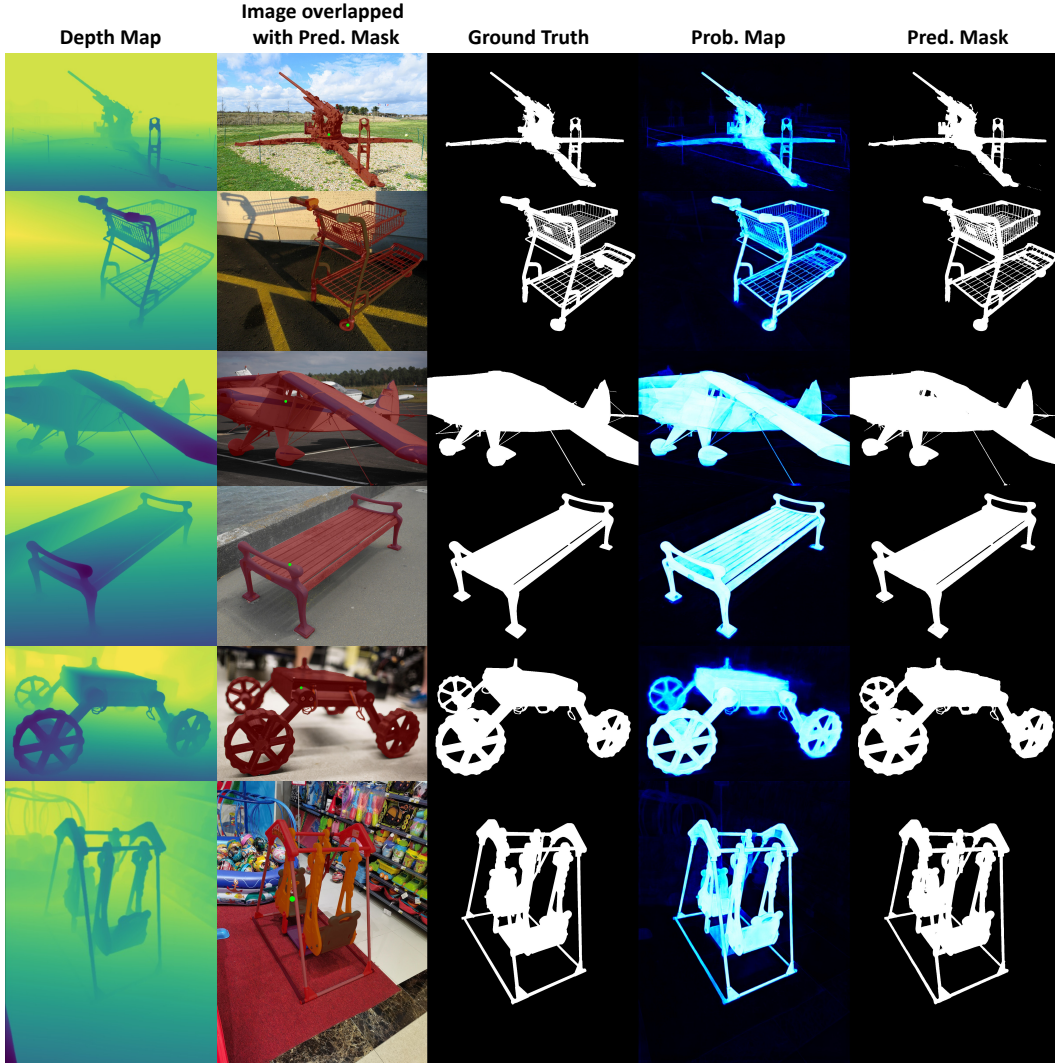 Depth Map
Image overlapped
with Pred. Mask
Ground Truth
Prob. Map
Pred. Mask